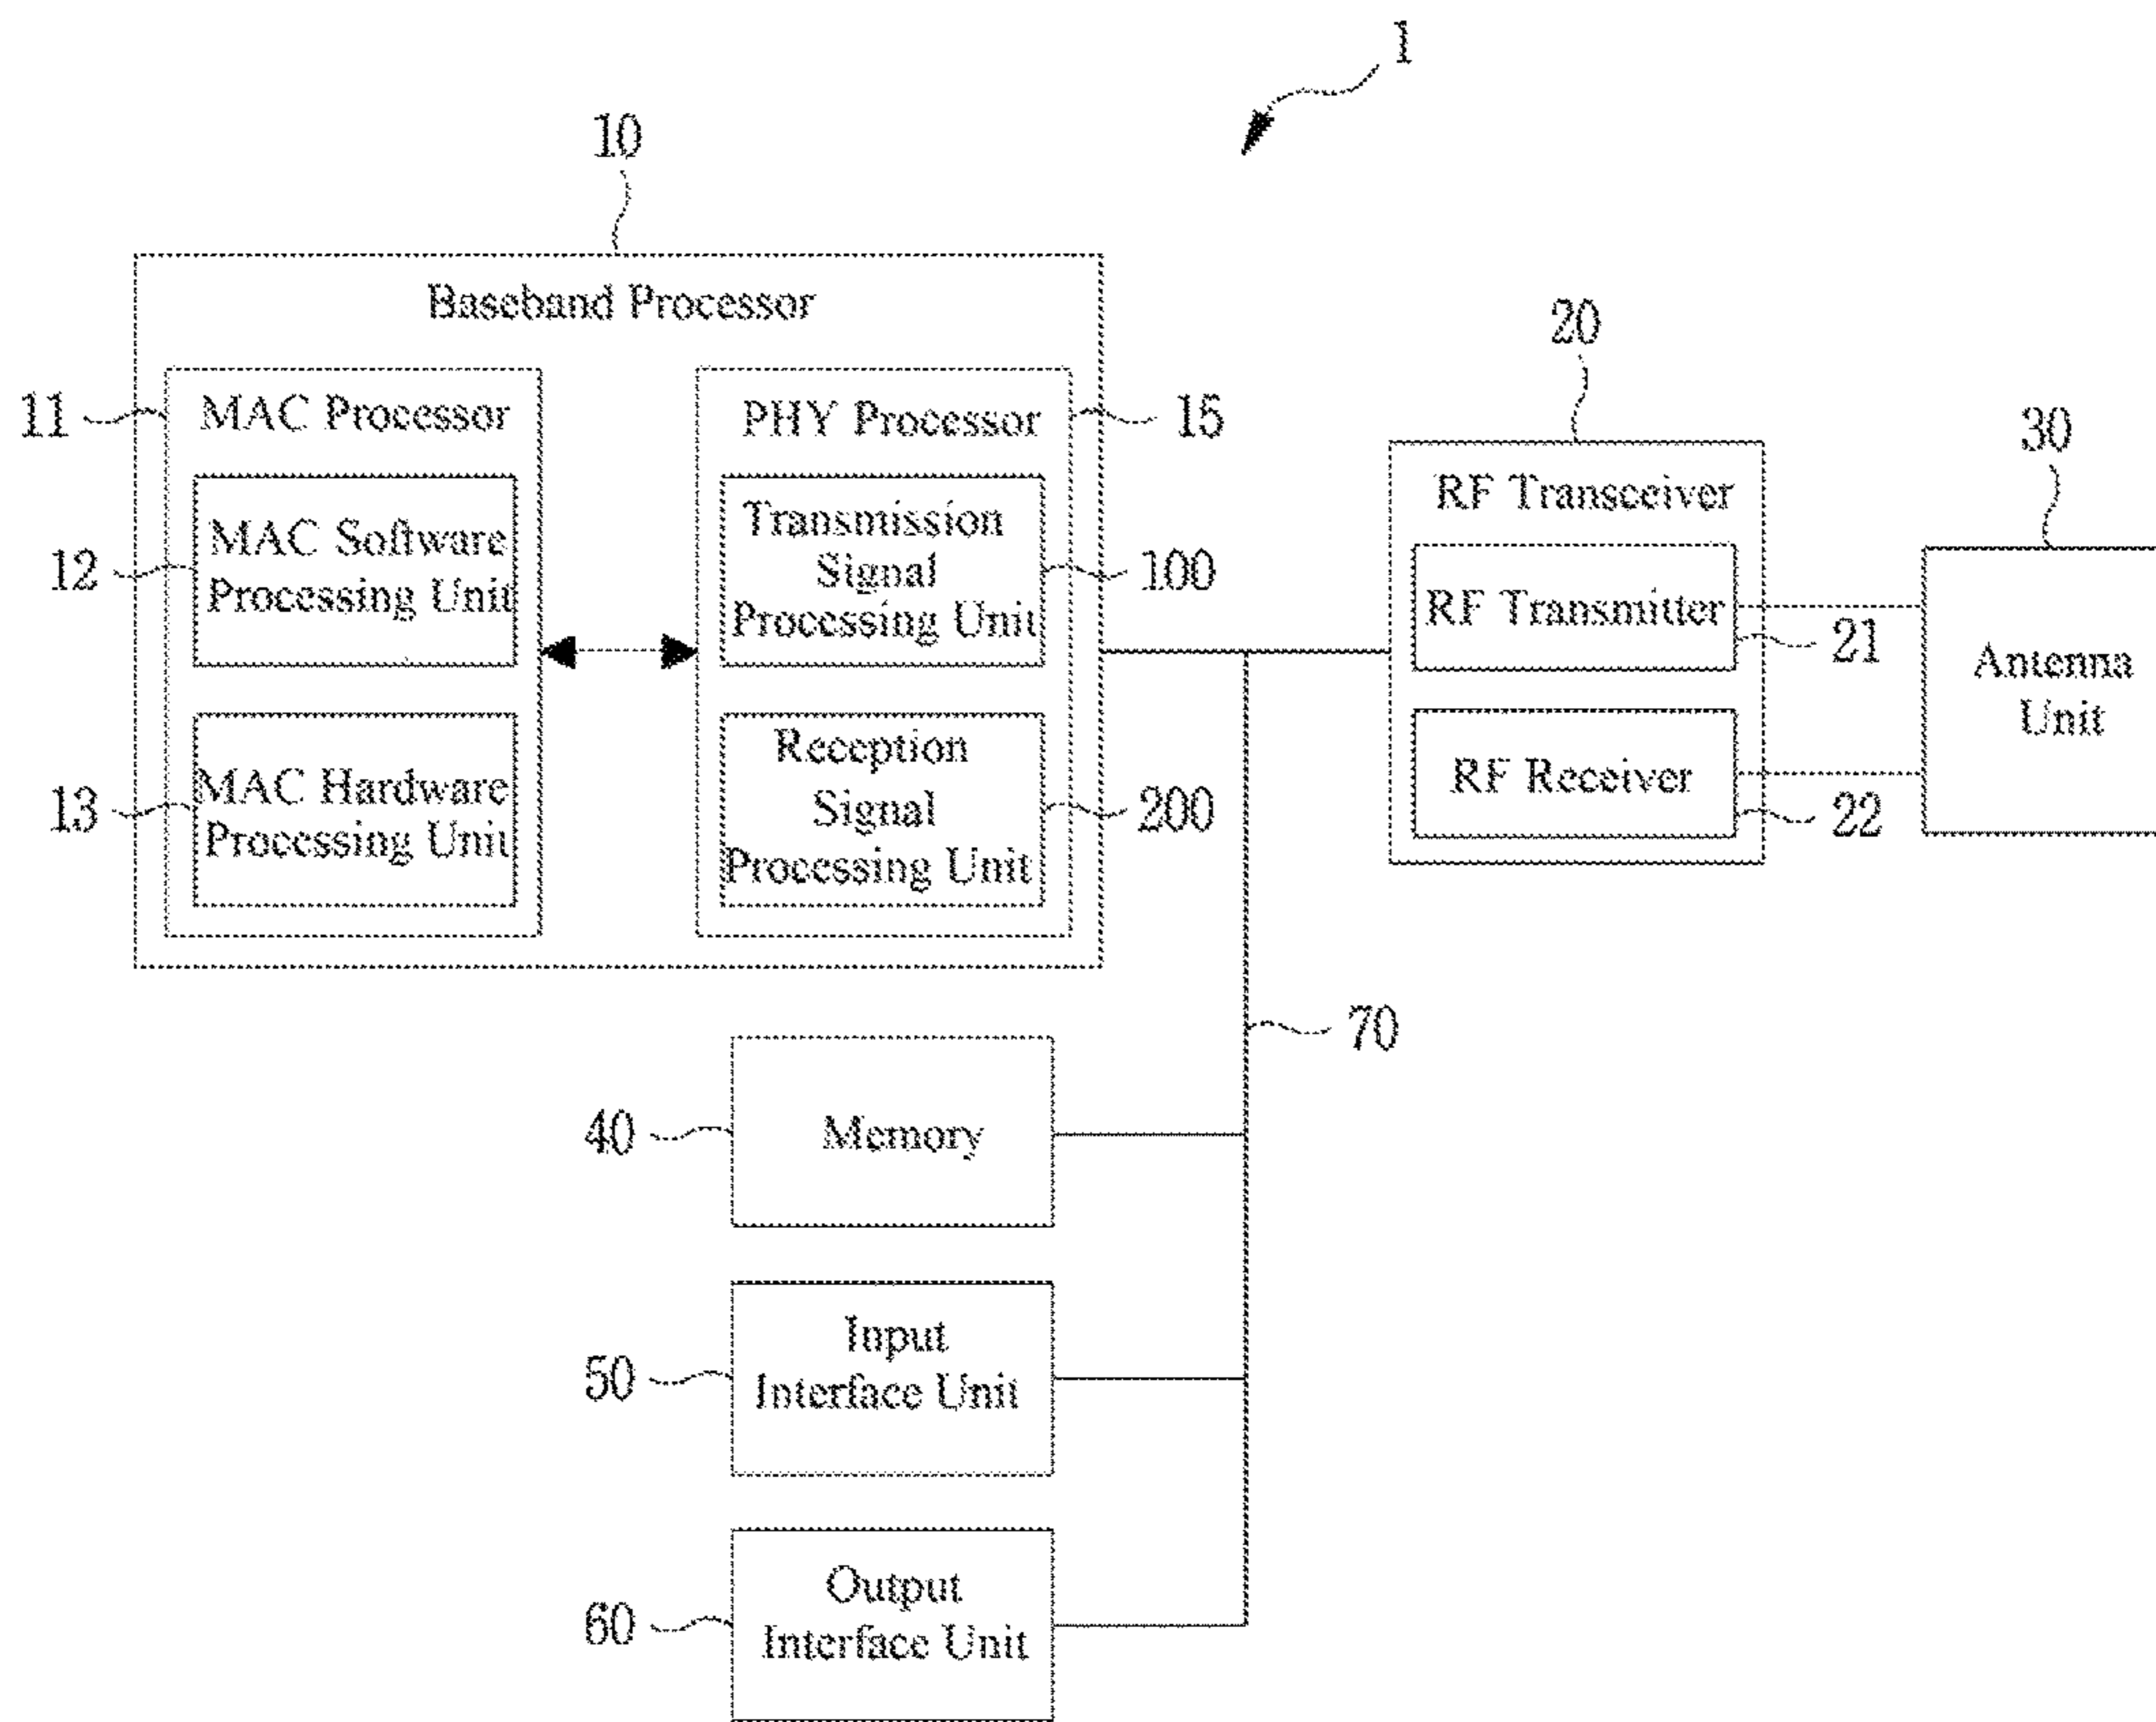 1
10
Baseband Processor
11
MAC Processor
12
MAC Software
Processing Unit
13
MAC Hardware
Processing Unit
PHY Processor
15
Transmission
Signal
Processing Unit
100
Reception
Signal
Processing Unit
200
20
RF Transceiver
RF Transmitter
21
RF Receiver
22
30
Antenna
Unit
70
40
Memory
50
Input
Interface Unit
60
Output
Interface Unit